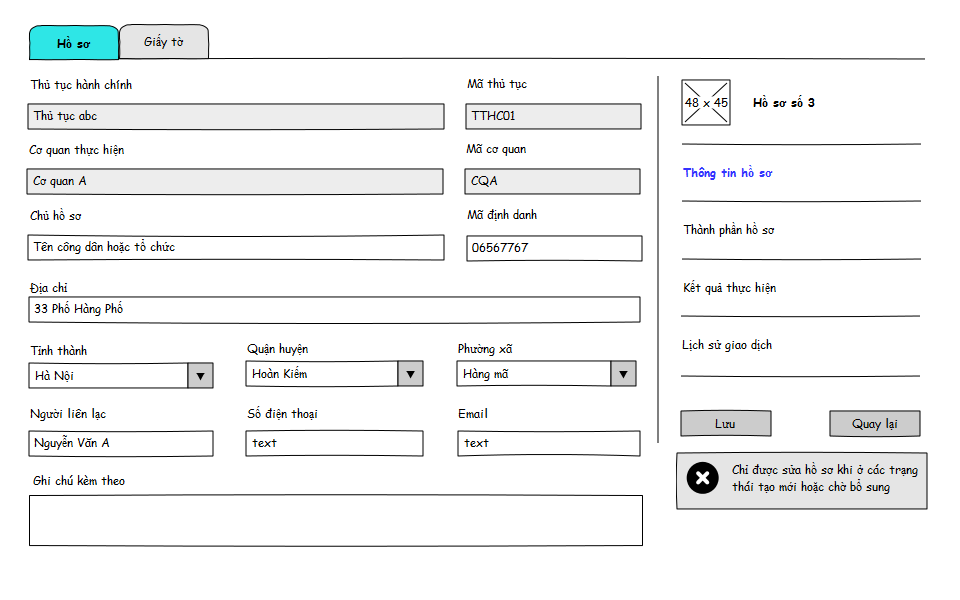 Hồ sơ
Giấy tờ
Thủ tục hành chính
Mã thủ tục
Thủ tục abc
TTHC01
Cơ quan thực hiện
Mã cơ quan
Cơ quan A
CQA
Chủ hồ sơ
Mã định danh
Tên công dân hoặc tổ chức
06567767
Địa chỉ
33 Phố Hàng Phố
Tỉnh thành
Quận huyện
Phường xã
Hà Nội
Hoàn Kiếm
Hàng mã
Người liên lạc
Số điện thoại
Email
Nguyễn Văn A
text
text
Ghi chú kèm theo
48 x 45
Hồ sơ số 3
Thông tin hồ sơ
Thành phần hồ sơ
Kết quả thực hiện
Lịch sử giao dịch
Lưu
Quay lại
Chỉ được sửa hồ sơ khi ở các trạng
thái tạo mới hoặc chờ bổ sung